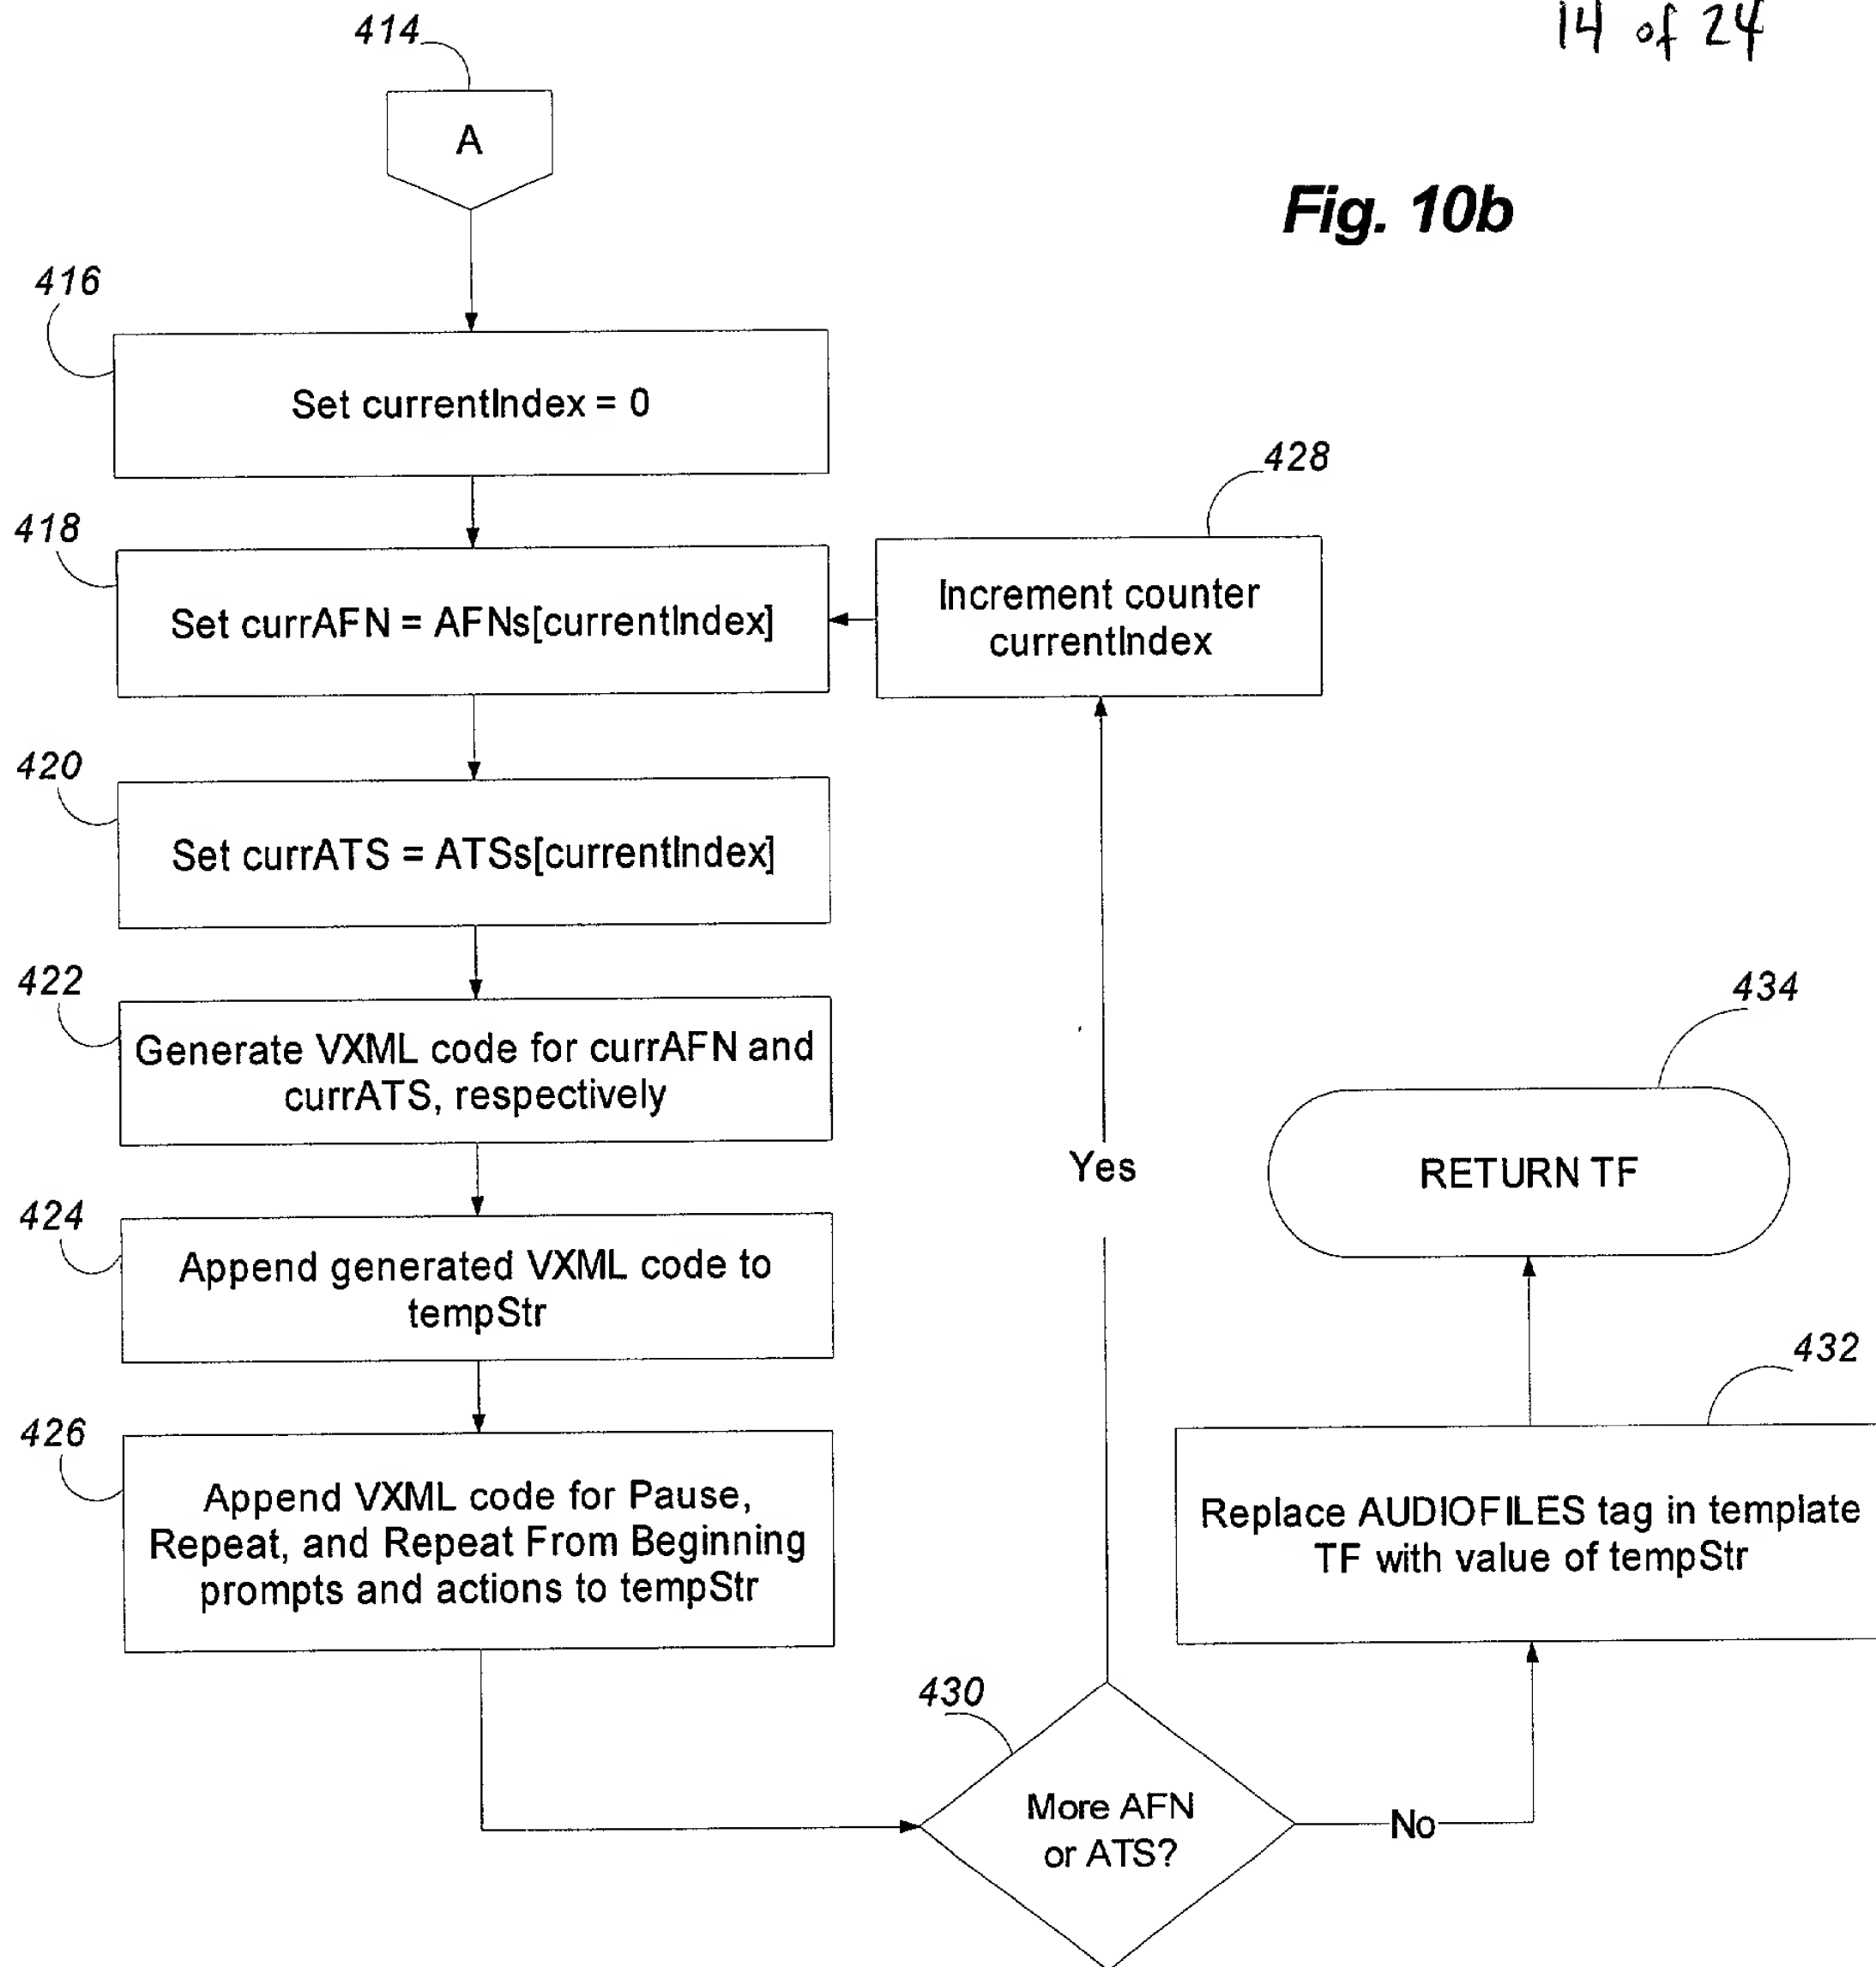 14 of 24
414
A
Fig. 10b
416
Set currentIndex = 0
428
418
Set currAFN = AFNs[currentIndex]
Increment counter
currentIndex
420
Set currATS = ATSs[currentIndex]
422
Generate VXML code for currAFN and
currATS, respectively
434
Yes
RETURN TF
424
Append generated VXML code to
tempStr
432
426
Append VXML code for Pause,
Repeat, and Repeat From Beginning
prompts and actions to tempStr
Replace AUDIOFILES tag in template
TF with value of tempStr
430
More AFN
or ATS?
No